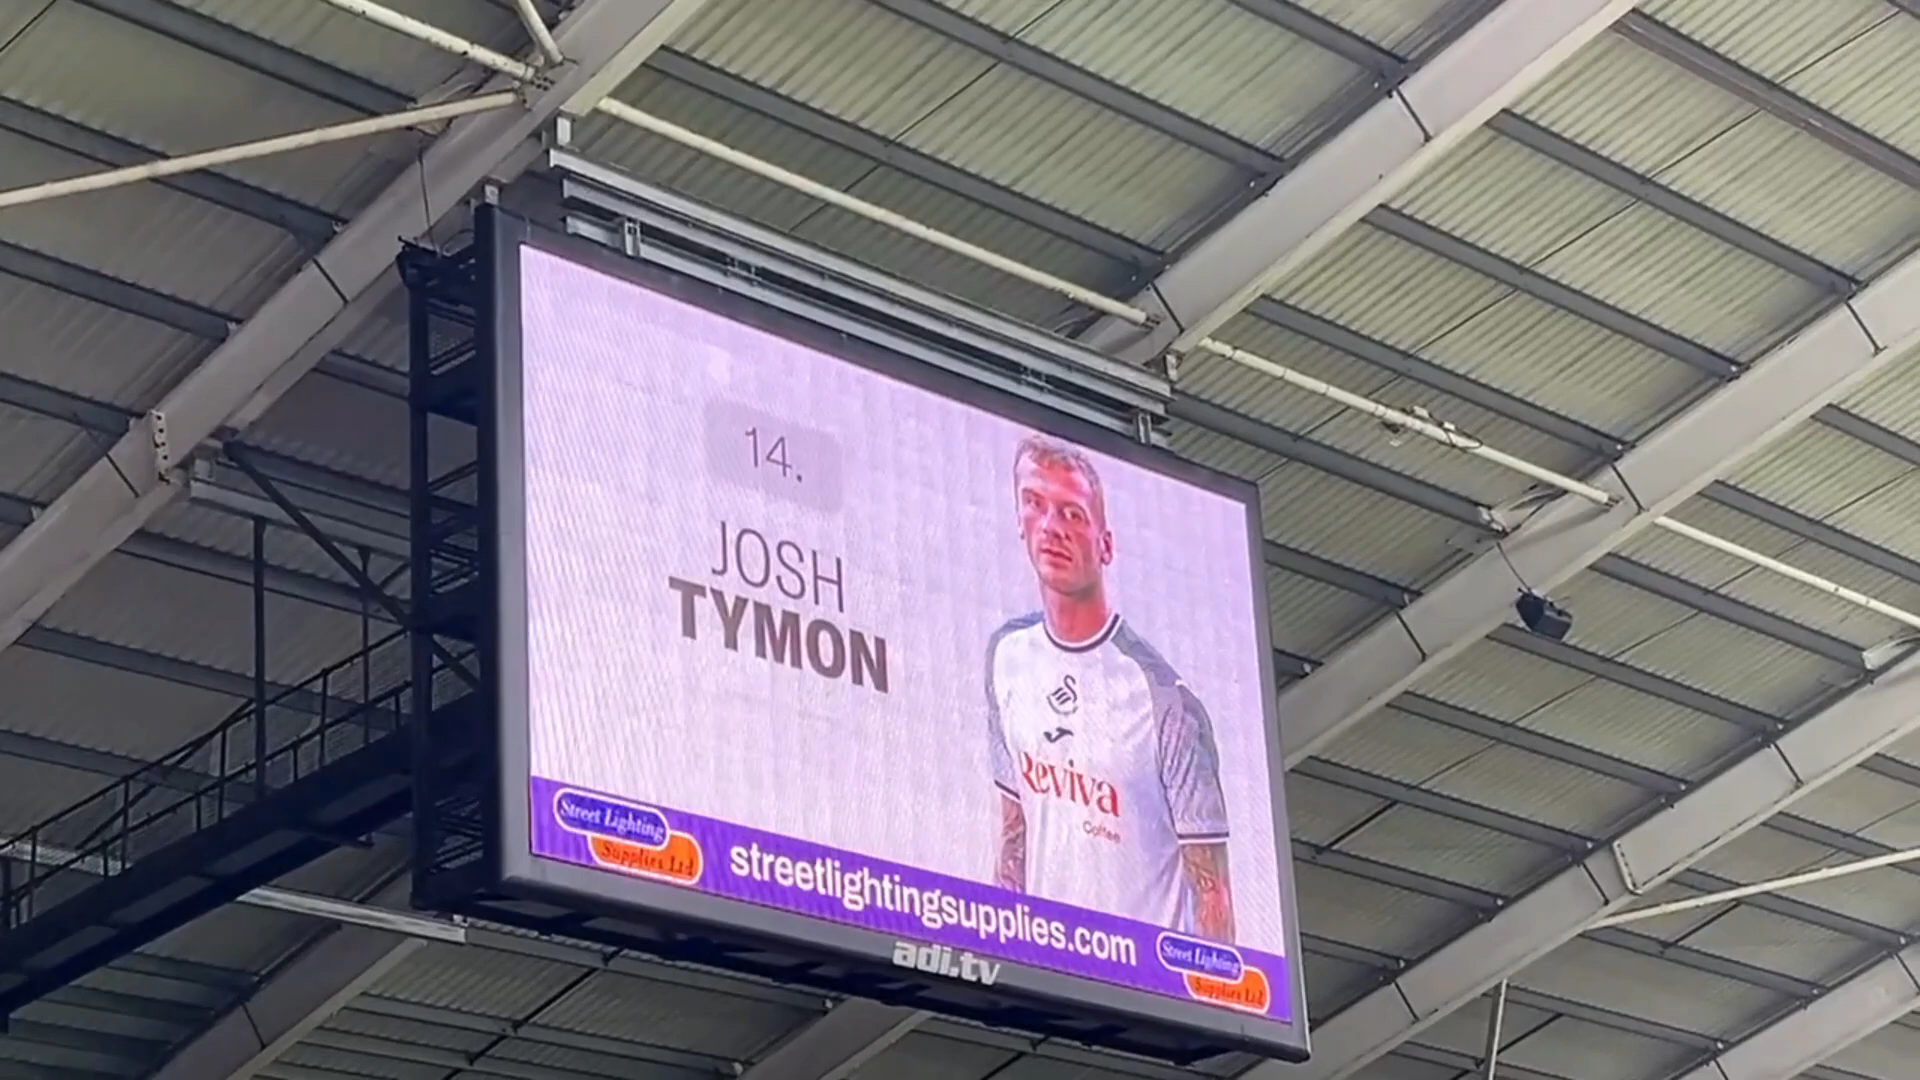 14.
JOSH
TYMON
Reviva
Coffee
Street Lighting
Supplies Ltd
streetlightingsupplies.com
Street Lighting
Supplies Ltd
adi.tv